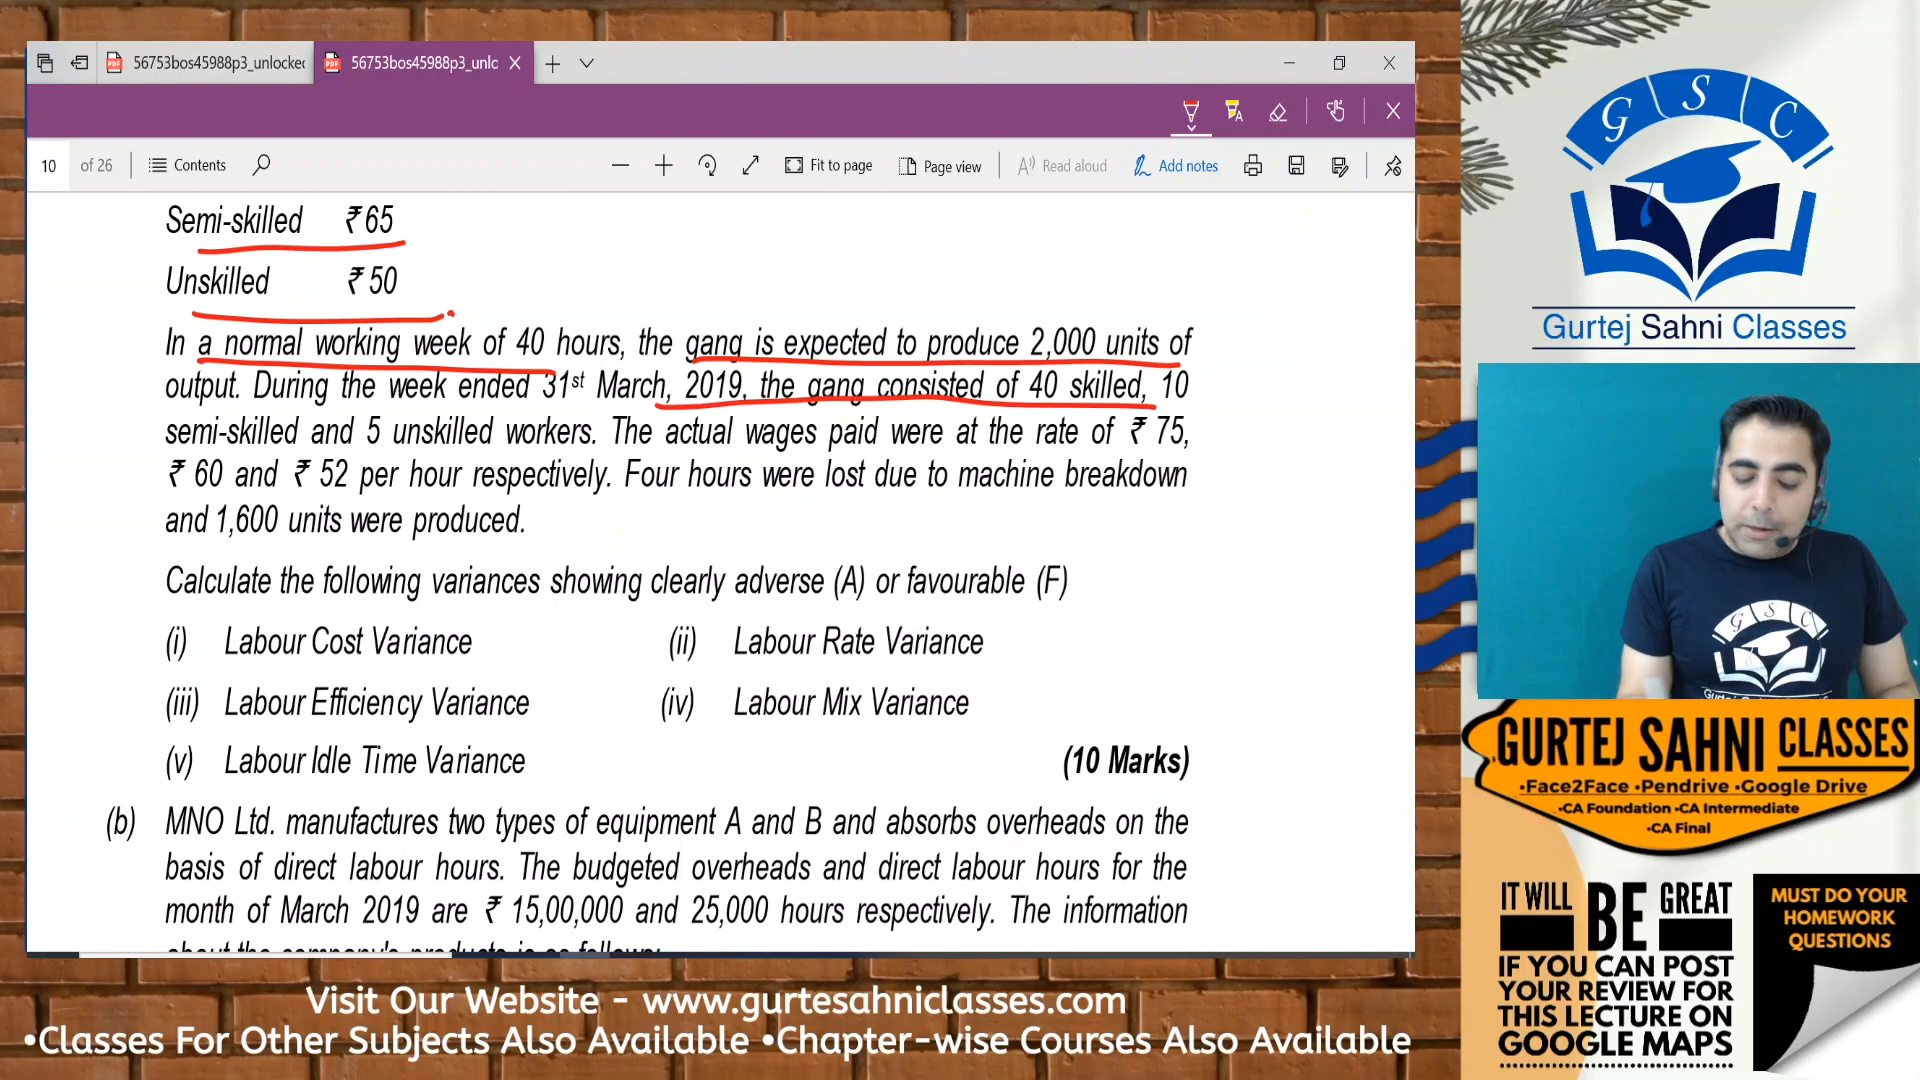 56753bos45988p3_unlocked
56753bos45988p3_unlo
10 of 26 Contents Fit to page Page view Read aloud Add notes
Semi-skilled ₹ 65
Unskilled ₹ 50
In a normal working week of 40 hours, the gang is expected to produce 2,000 units of
output. During the week ended 31st March, 2019, the gang consisted of 40 skilled, 10
semi-skilled and 5 unskilled workers. The actual wages paid were at the rate of ₹ 75,
₹ 60 and ₹ 52 per hour respectively. Four hours were lost due to machine breakdown
and 1,600 units were produced.
Calculate the following variances showing clearly adverse (A) or favourable (F)
(i) Labour Cost Variance (ii) Labour Rate Variance
(iii) Labour Efficiency Variance (iv) Labour Mix Variance
(v) Labour Idle Time Variance (10 Marks)
(b) MNO Ltd. manufactures two types of equipment A and B and absorbs overheads on the
basis of direct labour hours. The budgeted overheads and direct labour hours for the
month of March 2019 are ₹ 15,00,000 and 25,000 hours respectively. The information
about the company's products is as follows:
G S C
Gurtej Sahni Classes
G S C
GURTEJ SAHNI CLASSES
•Face2Face •Pendrive •Google Drive
•CA Foundation •CA Intermediate
•CA Final
IT WILL BE GREAT
IF YOU CAN POST
YOUR REVIEW FOR
THIS LECTURE ON
GOOGLE MAPS
MUST DO YOUR
HOMEWORK
QUESTIONS
Visit Our Website - www.gurtesahniclasses.com
•Classes For Other Subjects Also Available •Chapter-wise Courses Also Available